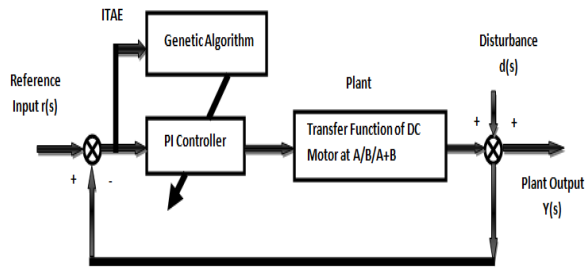 ITAE
Genetic Algorithm
Disturbance
d(s)
Reference
Input r(s)
Plant
PI Controller
Transfer Function of DC
Motor at A/B/A+B
+ +
+ -
Plant Output
Y(s)